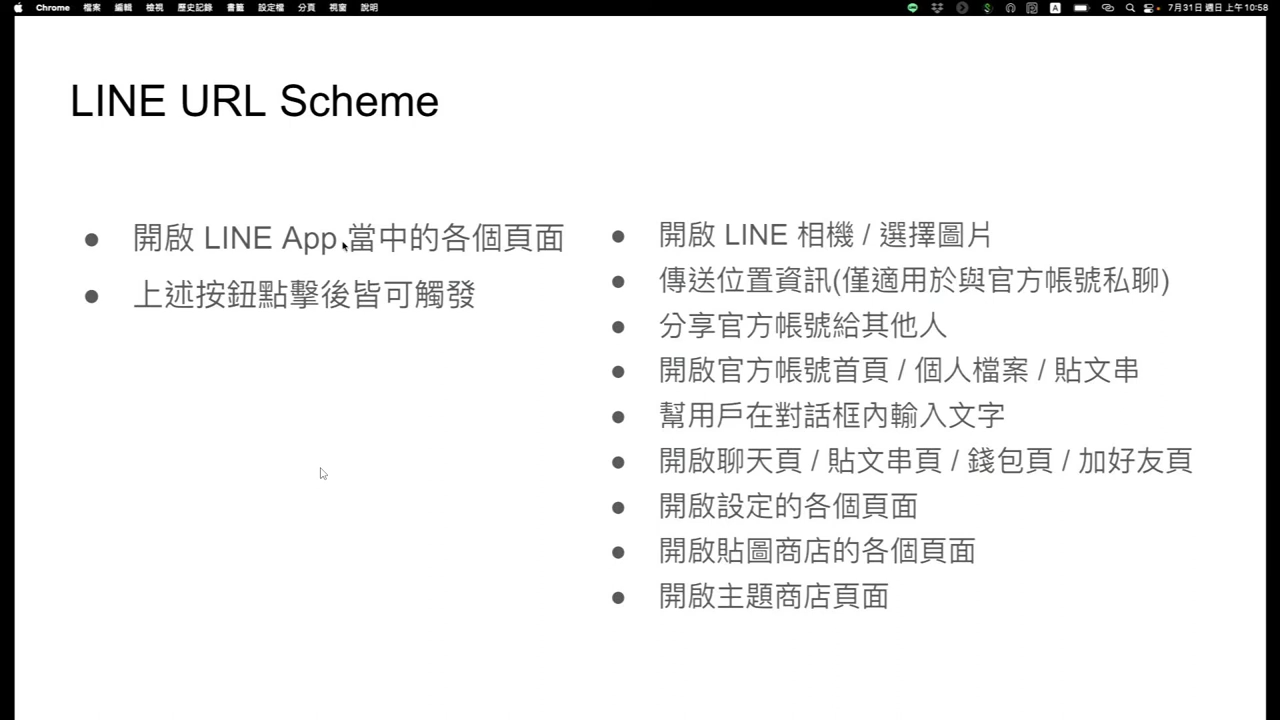 Chrome 檔案 編輯 檢視 歷史記錄 書籤 設定檔 分頁 視窗 說明 A 7月31日 週日 上午10:58
LINE URL Scheme
● 開啟 LINE App 當中的各個頁面
● 上述按鈕點擊後皆可觸發
● 開啟 LINE 相機 / 選擇圖片
● 傳送位置資訊(僅適用於與官方帳號私聊)
● 分享官方帳號給其他人
● 開啟官方帳號首頁 / 個人檔案 / 貼文串
● 幫用戶在對話框內輸入文字
● 開啟聊天頁 / 貼文串頁 / 錢包頁 / 加好友頁
● 開啟設定的各個頁面
● 開啟貼圖商店的各個頁面
● 開啟主題商店頁面